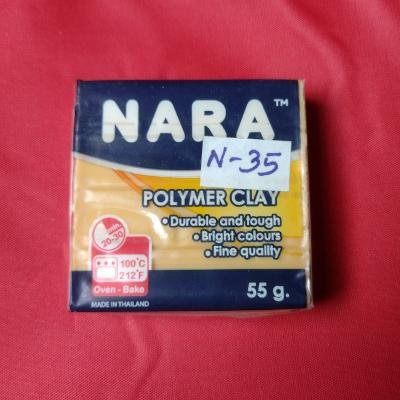 NARA™
N-35
POLYMER CLAY
• Durable and tough
• Bright colours
• Fine quality
min.
20-30
100°C
212°F
Oven - Bake
MADE IN THAILAND
55 g.